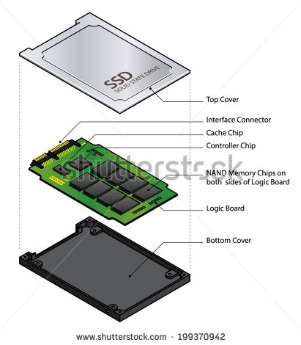 SSD
SOLID STATE DRIVE
Top Cover
Interface Connector
Cache Chip
Controller Chip
shutterstock
NAND Memory Chips on
both sides of Logic Board
Logic Board
Bottom Cover
www.shutterstock.com · 199370942